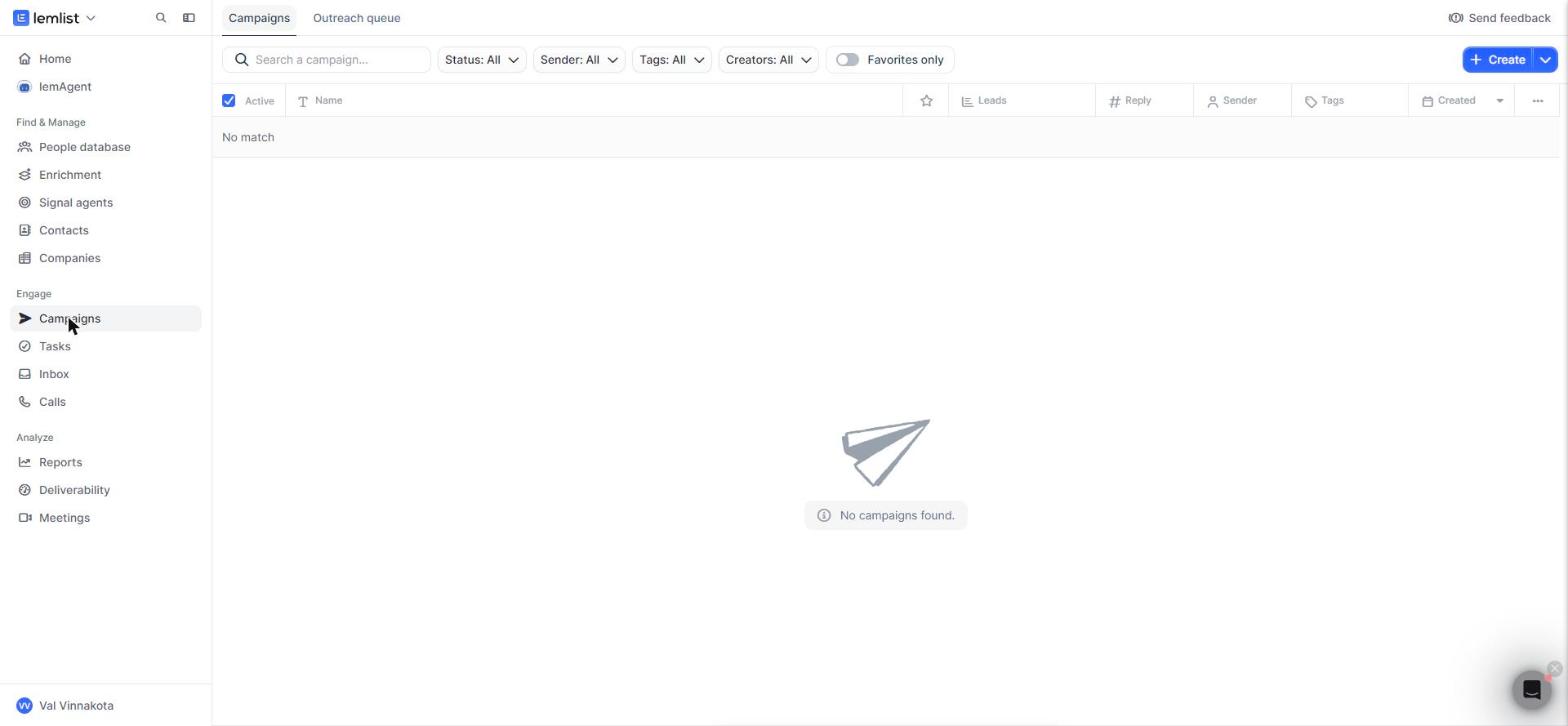 lemlist
Home
lemAgent
Find & Manage
People database
Enrichment
Signal agents
Contacts
Companies
Engage
Campaigns
Tasks
Inbox
Calls
Analyze
Reports
Deliverability
Meetings
VV Val Vinnakota
Campaigns Outreach queue Send feedback
Search a campaign... Status: All Sender: All Tags: All Creators: All Favorites only + Create
Active Name Leads Reply Sender Tags Created ...
No match
No campaigns found.